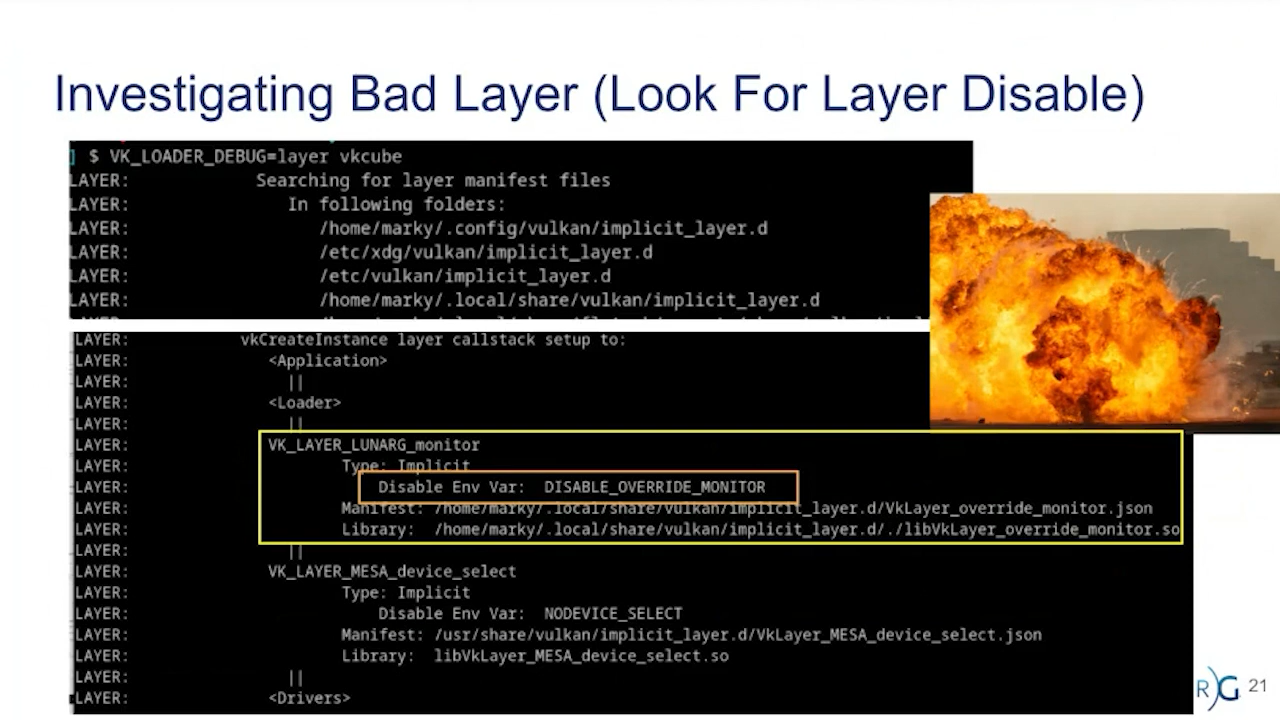 Investigating Bad Layer (Look For Layer Disable)
] $ VK_LOADER_DEBUG=layer vkcube
LAYER: Searching for layer manifest files
LAYER: In following folders:
LAYER: /home/marky/.config/vulkan/implicit_layer.d
LAYER: /etc/xdg/vulkan/implicit_layer.d
LAYER: /etc/vulkan/implicit_layer.d
LAYER: /home/marky/.local/share/vulkan/implicit_layer.d
LAYER: vkCreateInstance layer callstack setup to:
LAYER: <Application>
LAYER: ||
LAYER: <Loader>
LAYER: ||
LAYER: VK_LAYER_LUNARG_monitor
LAYER: Type: Implicit
LAYER: Disable Env Var: DISABLE_OVERRIDE_MONITOR
LAYER: Manifest: /home/marky/.local/share/vulkan/implicit_layer.d/VkLayer_override_monitor.json
LAYER: Library: /home/marky/.local/share/vulkan/implicit_layer.d/./libVkLayer_override_monitor.so
LAYER: ||
LAYER: VK_LAYER_MESA_device_select
LAYER: Type: Implicit
LAYER: Disable Env Var: NODEVICE_SELECT
LAYER: Manifest: /usr/share/vulkan/implicit_layer.d/VkLayer_MESA_device_select.json
LAYER: Library: libVkLayer_MESA_device_select.so
LAYER: ||
LAYER: <Drivers>
R G 21